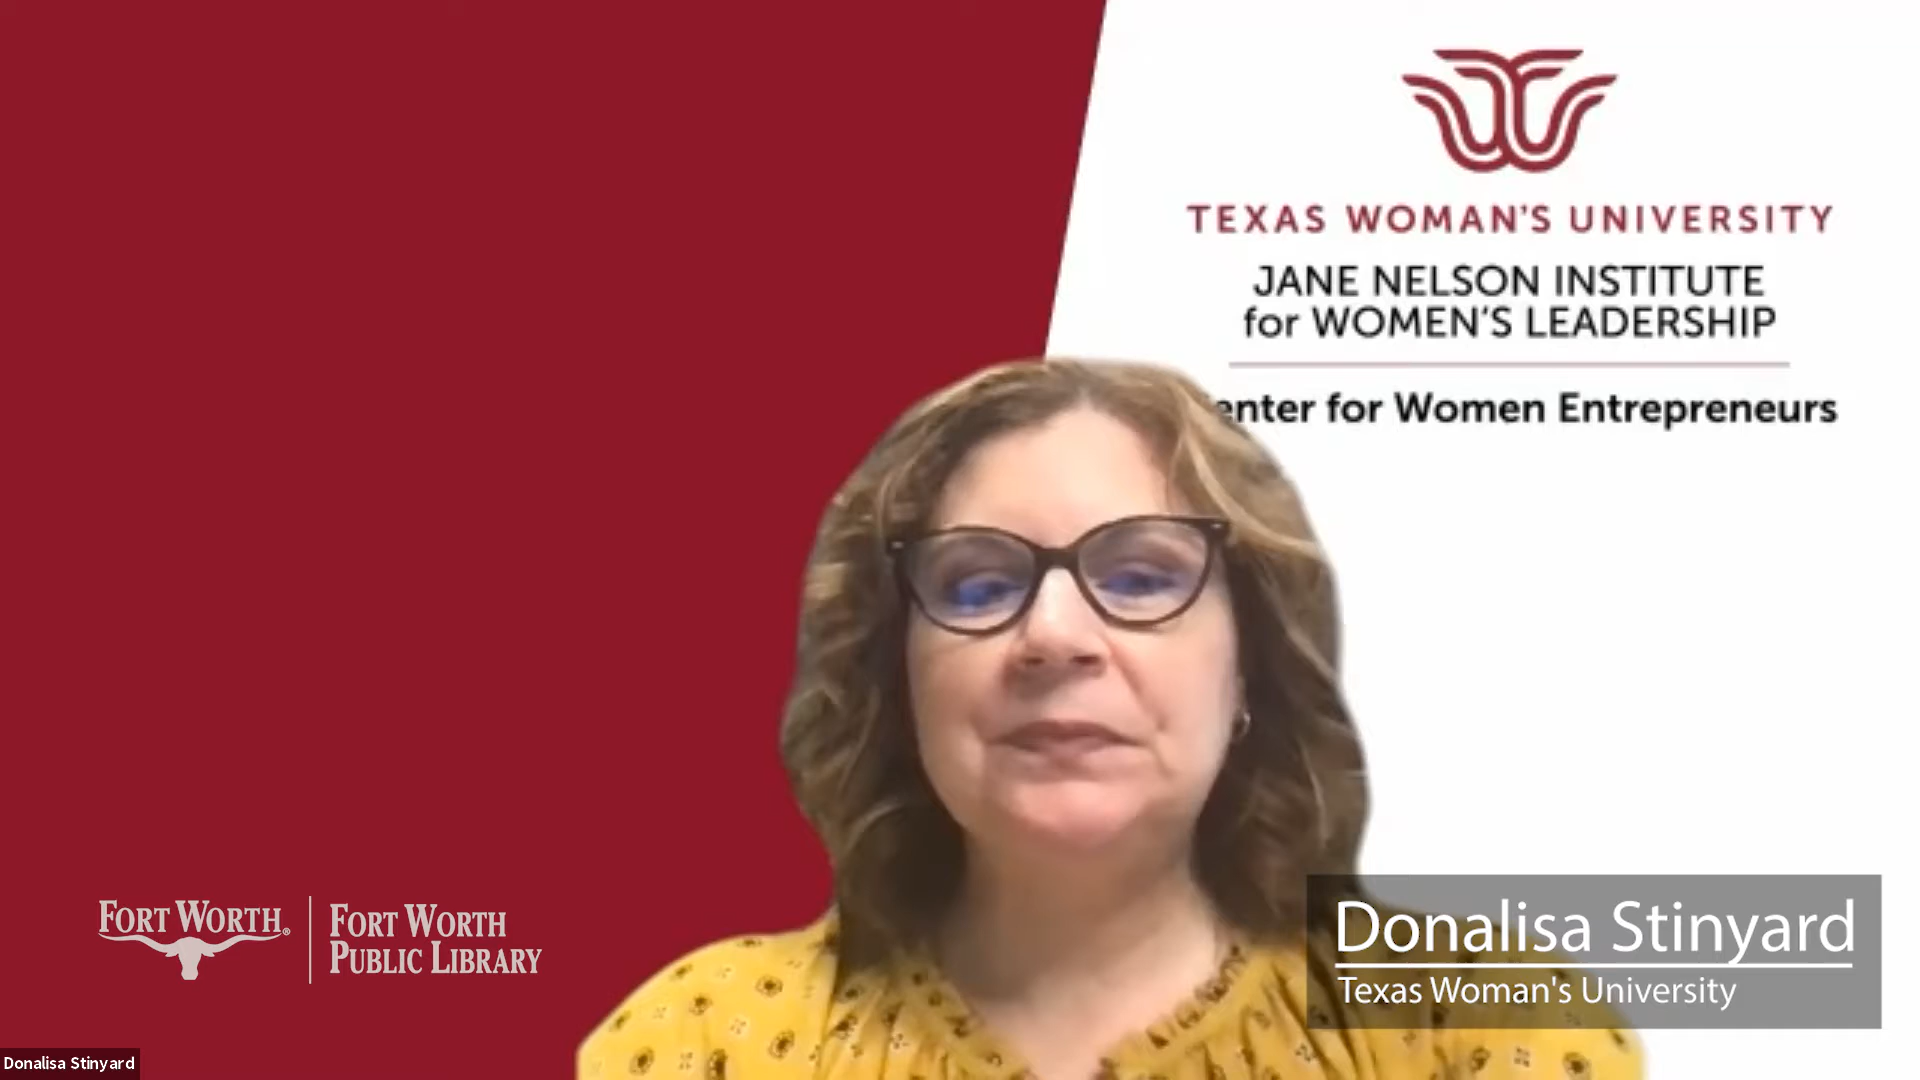 TEXAS WOMAN'S UNIVERSITY
JANE NELSON INSTITUTE
for WOMEN'S LEADERSHIP
for Women Entrepreneurs
FORT WORTH®
FORT WORTH
PUBLIC LIBRARY
Donalisa Stinyard
Texas Woman's University
Donalisa Stinyard